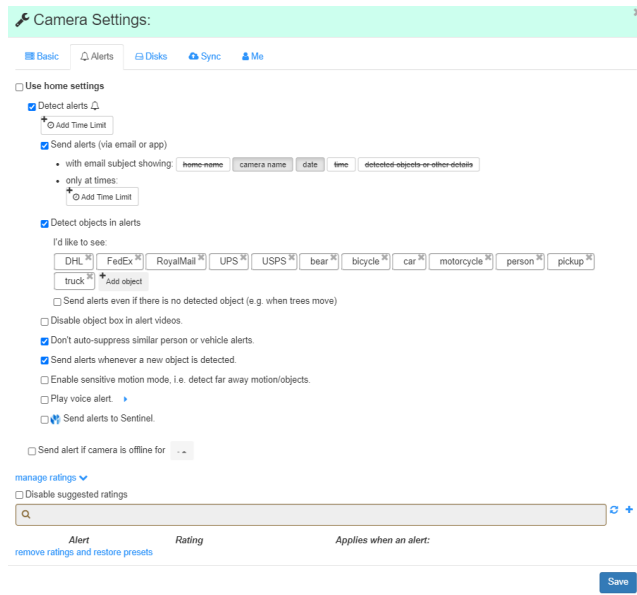 Camera Settings:
Basic Alerts Disks Sync Me
Use home settings
Detect alerts
Add Time Limit
Send alerts (via email or app)
with email subject showing: home name camera name date time detected objects or other details
only at times:
Add Time Limit
Detect objects in alerts
I'd like to see:
DHL FedEx RoyalMail UPS USPS bear bicycle car motorcycle person pickup
truck Add object
Send alerts even if there is no detected object (e.g. when trees move)
Disable object box in alert videos.
Don't auto-suppress similar person or vehicle alerts.
Send alerts whenever a new object is detected.
Enable sensitive motion mode, i.e. detect far away motion/objects.
Play voice alert.
Send alerts to Sentinel.
Send alert if camera is offline for - -
manage ratings
Disable suggested ratings
Alert Rating Applies when an alert:
remove ratings and restore presets
Save